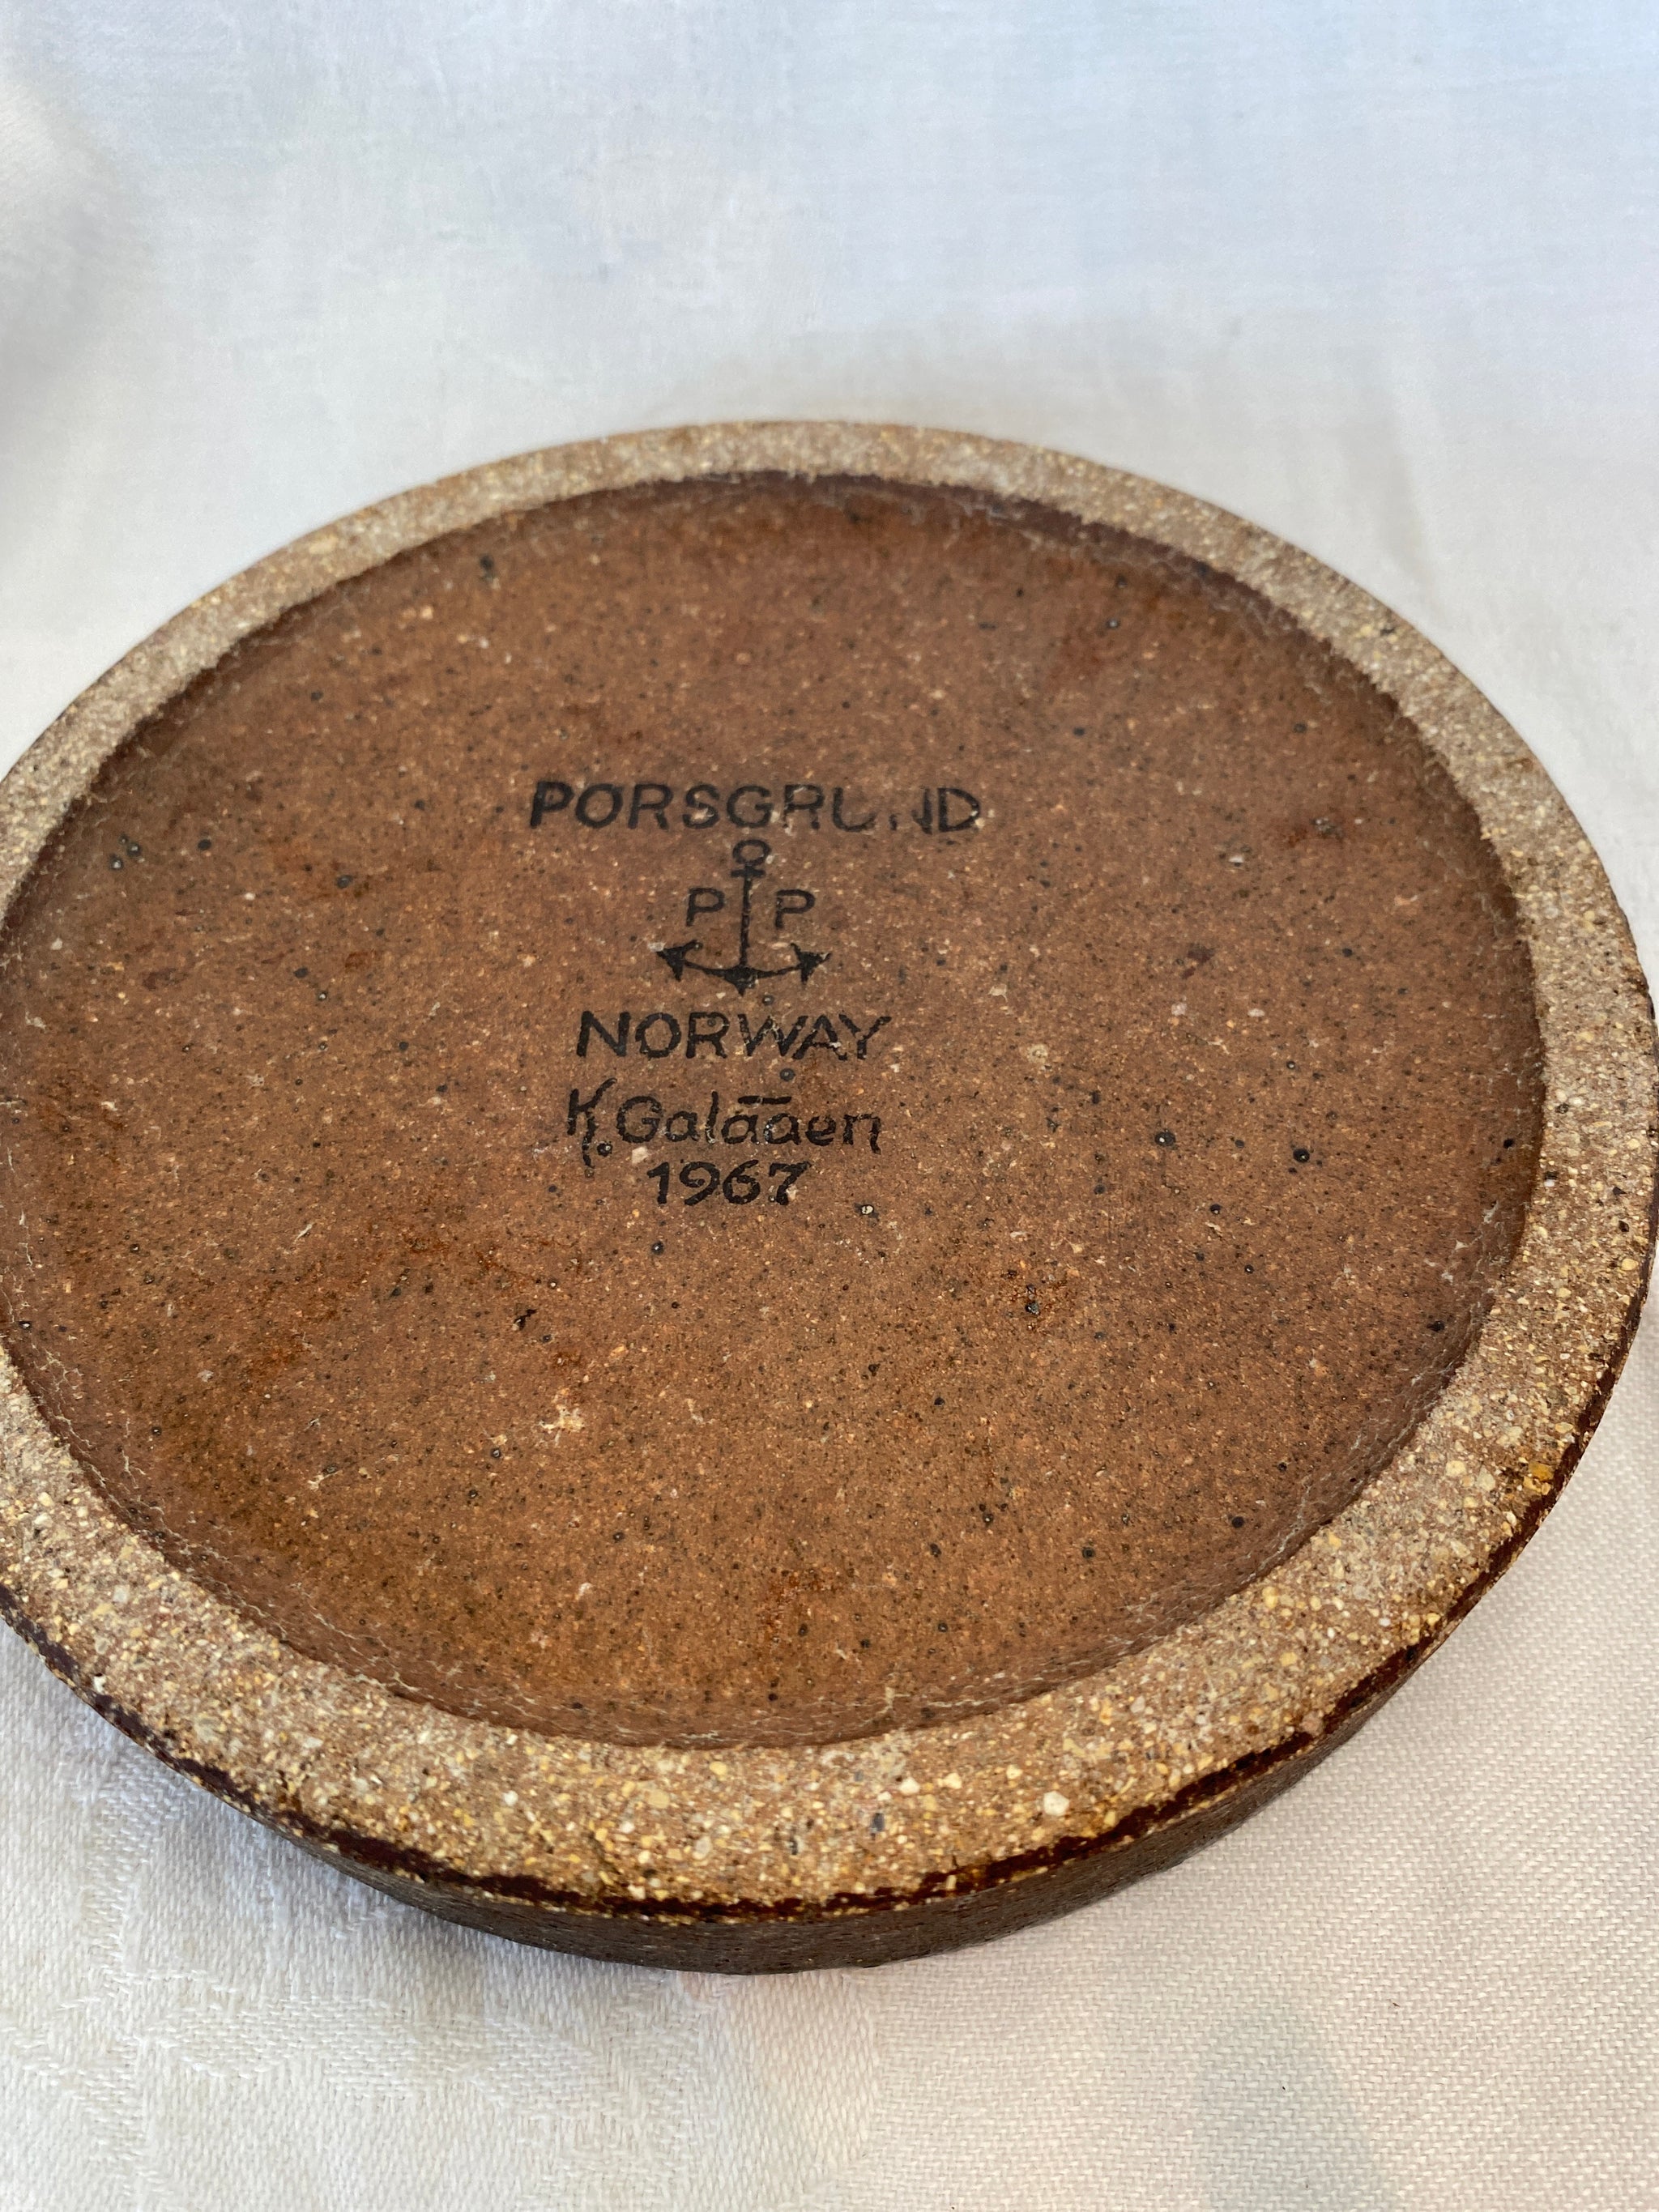 PORSGRUND
P P
NORWAY
K. Galåaen
1967